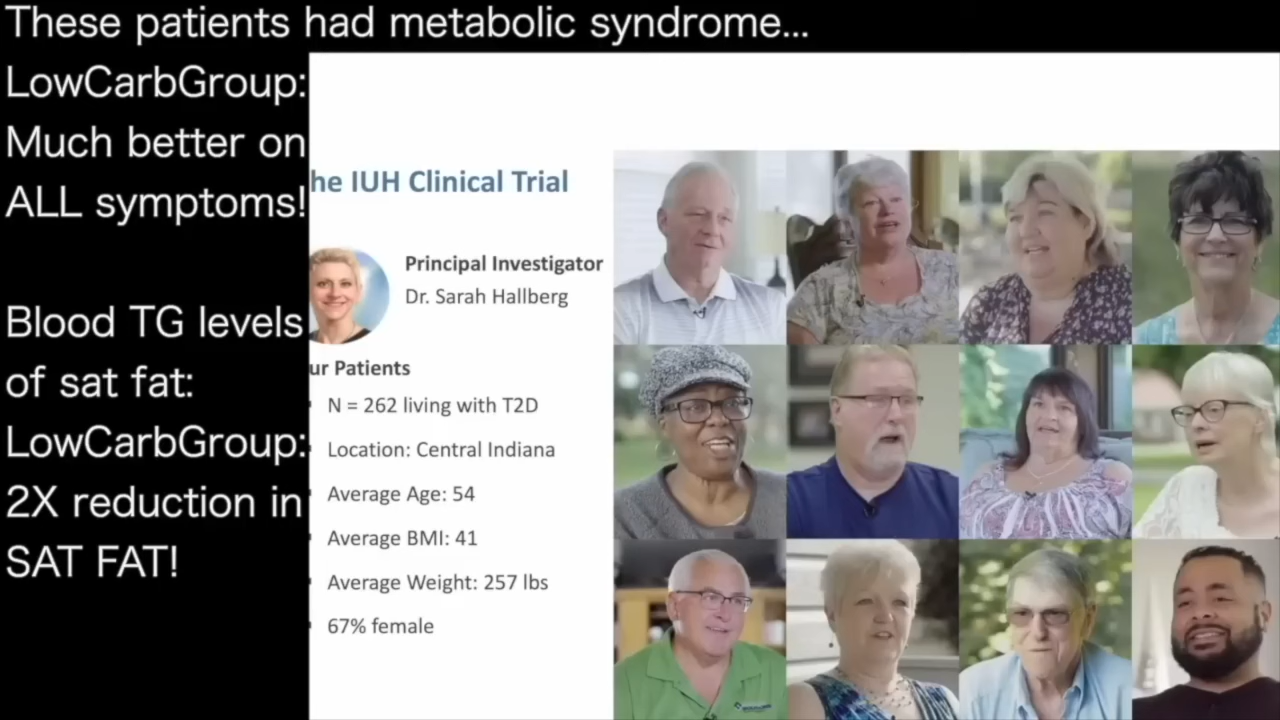 These patients had metabolic syndrome...
LowCarbGroup:
Much better on
ALL symptoms!
Blood TG levels
of sat fat:
LowCarbGroup:
2X reduction in
SAT FAT!
he IUH Clinical Trial
Principal Investigator
Dr. Sarah Hallberg
ur Patients
N = 262 living with T2D
Location: Central Indiana
Average Age: 54
Average BMI: 41
Average Weight: 257 lbs
67% female